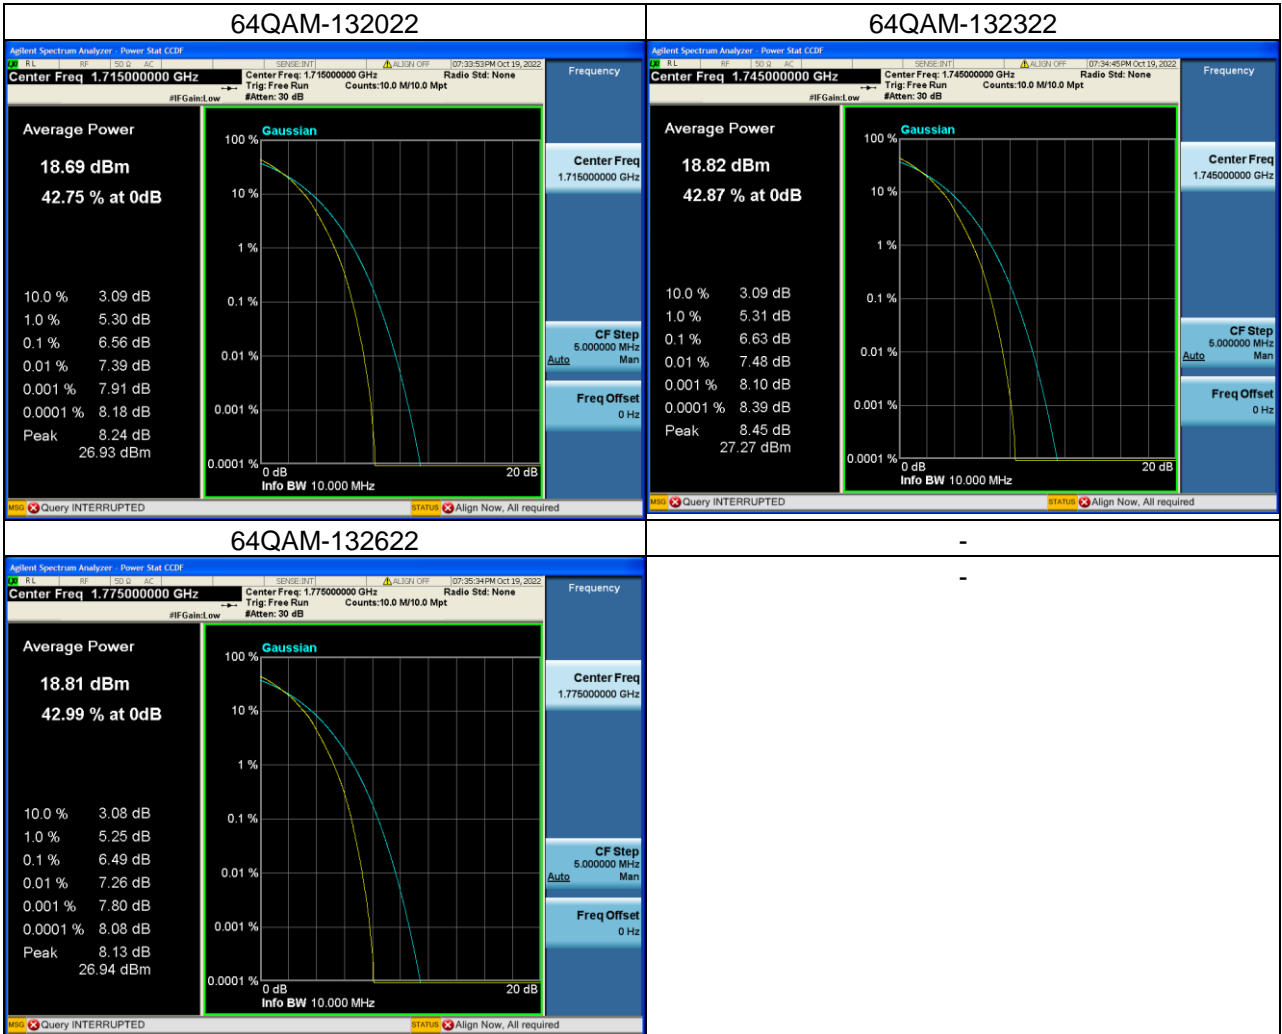 64QAM-132022
Agilent Spectrum Analyzer - Power Stat CCDF
RL RF 50 Ω AC SENSE:INT ALIGN OFF 07:33:53PM Oct 19, 2022
Center Freq 1.715000000 GHz
Center Freq: 1.715000000 GHz Radio Std: None
Trig: Free Run Counts:10.0 M/10.0 Mpt
#IFGain:Low #Atten: 30 dB
Frequency
Average Power
18.69 dBm
42.75 % at 0dB
10.0 % 3.09 dB
1.0 % 5.30 dB
0.1 % 6.56 dB
0.01 % 7.39 dB
0.001 % 7.91 dB
0.0001 % 8.18 dB
Peak 8.24 dB
26.93 dBm
Gaussian
100 %
10 %
1 %
0.1 %
0.01 %
0.001 %
0.0001 %
0 dB 20 dB
Info BW 10.000 MHz
Center Freq
1.715000000 GHz
CF Step
5.000000 MHz
Auto Man
Freq Offset
0 Hz
MSG Query INTERRUPTED STATUS Align Now, All required
64QAM-132322
Agilent Spectrum Analyzer - Power Stat CCDF
RL RF 50 Ω AC SENSE:INT ALIGN OFF 07:34:45PM Oct 19, 2022
Center Freq 1.745000000 GHz
Center Freq: 1.745000000 GHz Radio Std: None
Trig: Free Run Counts:10.0 M/10.0 Mpt
#IFGain:Low #Atten: 30 dB
Frequency
Average Power
18.82 dBm
42.87 % at 0dB
10.0 % 3.09 dB
1.0 % 5.31 dB
0.1 % 6.63 dB
0.01 % 7.48 dB
0.001 % 8.10 dB
0.0001 % 8.39 dB
Peak 8.45 dB
27.27 dBm
Gaussian
100 %
10 %
1 %
0.1 %
0.01 %
0.001 %
0.0001 %
0 dB 20 dB
Info BW 10.000 MHz
Center Freq
1.745000000 GHz
CF Step
5.000000 MHz
Auto Man
Freq Offset
0 Hz
MSG Query INTERRUPTED STATUS Align Now, All required
64QAM-132622
Agilent Spectrum Analyzer - Power Stat CCDF
RL RF 50 Ω AC SENSE:INT ALIGN OFF 07:35:34PM Oct 19, 2022
Center Freq 1.775000000 GHz
Center Freq: 1.775000000 GHz Radio Std: None
Trig: Free Run Counts:10.0 M/10.0 Mpt
#IFGain:Low #Atten: 30 dB
Frequency
Average Power
18.81 dBm
42.99 % at 0dB
10.0 % 3.08 dB
1.0 % 5.25 dB
0.1 % 6.49 dB
0.01 % 7.26 dB
0.001 % 7.80 dB
0.0001 % 8.08 dB
Peak 8.13 dB
26.94 dBm
Gaussian
100 %
10 %
1 %
0.1 %
0.01 %
0.001 %
0.0001 %
0 dB 20 dB
Info BW 10.000 MHz
Center Freq
1.775000000 GHz
CF Step
5.000000 MHz
Auto Man
Freq Offset
0 Hz
MSG Query INTERRUPTED STATUS Align Now, All required
-
-